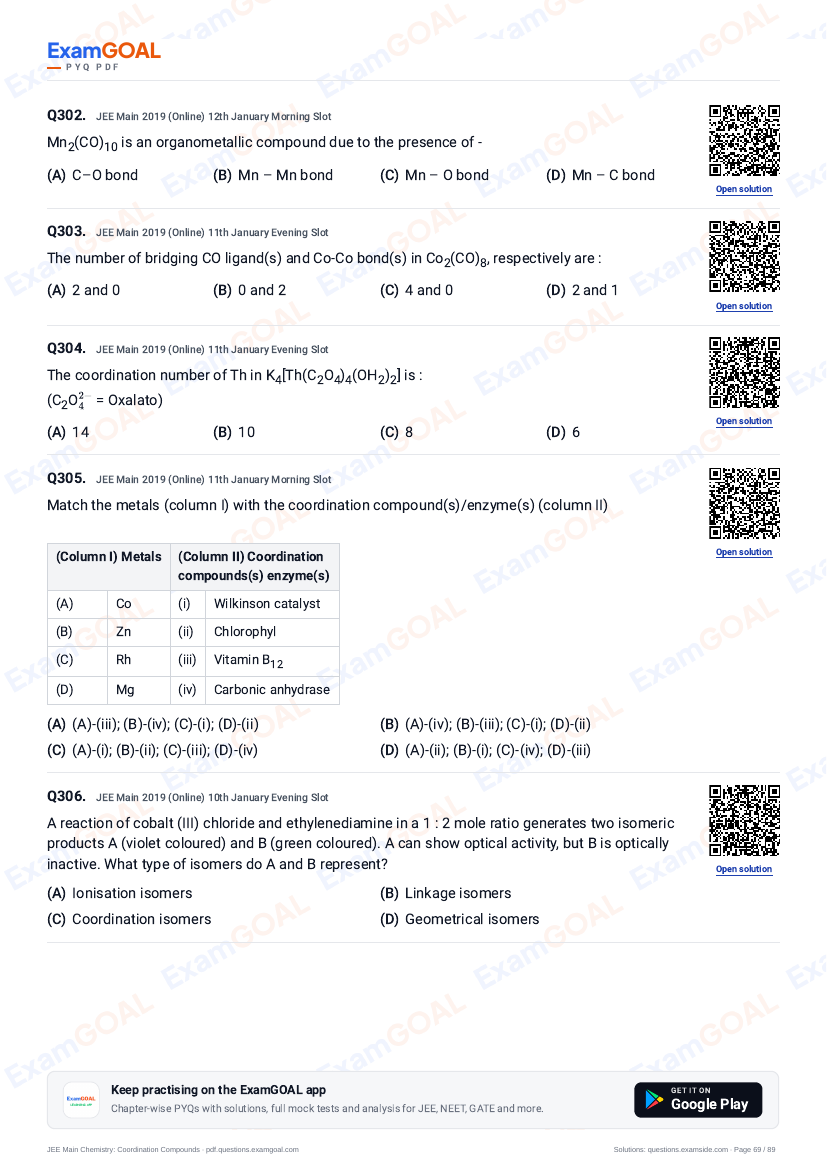 ExamGOAL
PYQ PDF
Q302. JEE Main 2019 (Online) 12th January Morning Slot
Mn2(CO)10 is an organometallic compound due to the presence of -
(A) C–O bond (B) Mn – Mn bond (C) Mn – O bond (D) Mn – C bond
Open solution
Q303. JEE Main 2019 (Online) 11th January Evening Slot
The number of bridging CO ligand(s) and Co-Co bond(s) in Co2(CO)8, respectively are :
(A) 2 and 0 (B) 0 and 2 (C) 4 and 0 (D) 2 and 1
Open solution
Q304. JEE Main 2019 (Online) 11th January Evening Slot
The coordination number of Th in K4[Th(C2O4)4(OH2)2] is :
(C2O4^2− = Oxalato)
(A) 14 (B) 10 (C) 8 (D) 6
Open solution
Q305. JEE Main 2019 (Online) 11th January Morning Slot
Match the metals (column I) with the coordination compound(s)/enzyme(s) (column II)
Open solution
(Column I) Metals (Column II) Coordination
compounds(s) enzyme(s)
(A) Co (i) Wilkinson catalyst
(B) Zn (ii) Chlorophyl
(C) Rh (iii) Vitamin B12
(D) Mg (iv) Carbonic anhydrase
(A) (A)-(iii); (B)-(iv); (C)-(i); (D)-(ii) (B) (A)-(iv); (B)-(iii); (C)-(i); (D)-(ii)
(C) (A)-(i); (B)-(ii); (C)-(iii); (D)-(iv) (D) (A)-(ii); (B)-(i); (C)-(iv); (D)-(iii)
Q306. JEE Main 2019 (Online) 10th January Evening Slot
A reaction of cobalt (III) chloride and ethylenediamine in a 1 : 2 mole ratio generates two isomeric
products A (violet coloured) and B (green coloured). A can show optical activity, but B is optically
inactive. What type of isomers do A and B represent?
Open solution
(A) Ionisation isomers (B) Linkage isomers
(C) Coordination isomers (D) Geometrical isomers
ExamGOAL
Keep practising on the ExamGOAL app
Chapter-wise PYQs with solutions, full mock tests and analysis for JEE, NEET, GATE and more.
GET IT ON
Google Play
JEE Main Chemistry: Coordination Compounds · pdf.questions.examgoal.com Solutions: questions.examside.com · Page 69 / 89